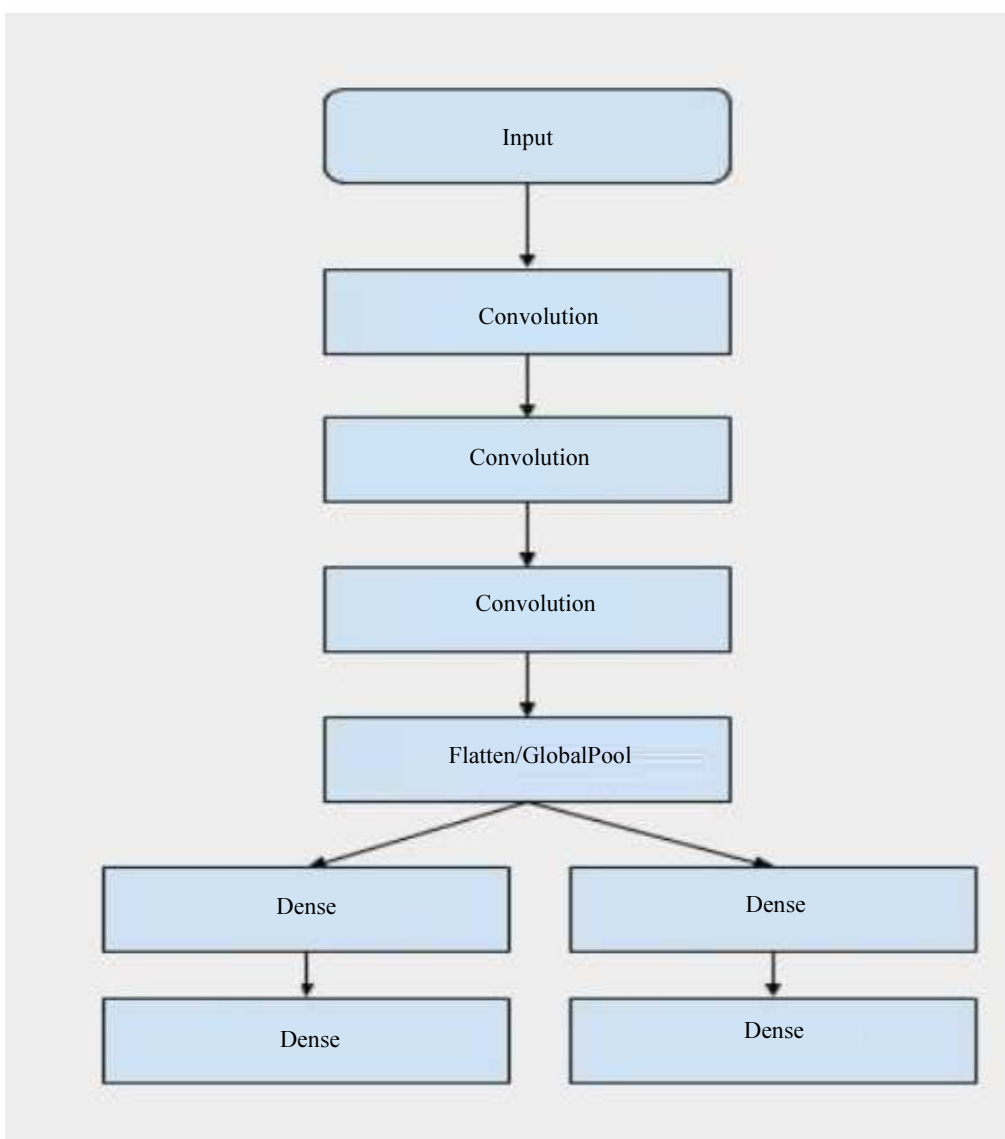 Input
Convolution
Convolution
Convolution
Flatten/GlobalPool
Dense
Dense
Dense
Dense